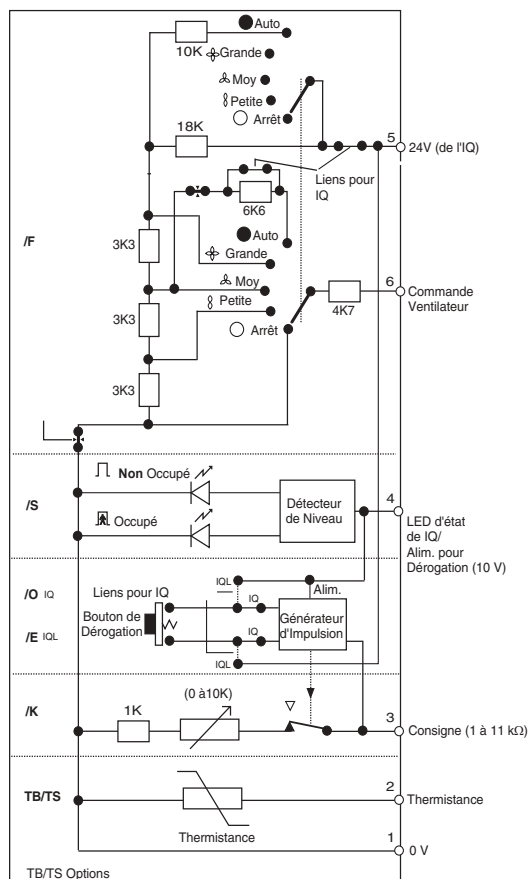 Auto
10K
Grande
Moy
Petite
Arrêt
18K
5
24V (de l'IQ)
Liens pour
IQ
6K6
/F
3K3
Auto
Grande
Moy
6
Petite
Commande
Ventilateur
4K7
Arrêt
3K3
3K3
Non Occupé
/S
Occupé
Détecteur
de Niveau
4
LED d'état
de IQ/
Alim. pour
Dérogation (10 V)
/O IQ
/E IQL
Liens pour IQ
Bouton de
Dérogation
IQL
IQ
IQ
IQL
Alim.
Générateur
d'Impulsion
/K
1K
(0 à10K)
3
Consigne (1 à 11 kΩ)
TB/TS
Thermistance
2
Thermistance
1
0 V
TB/TS Options